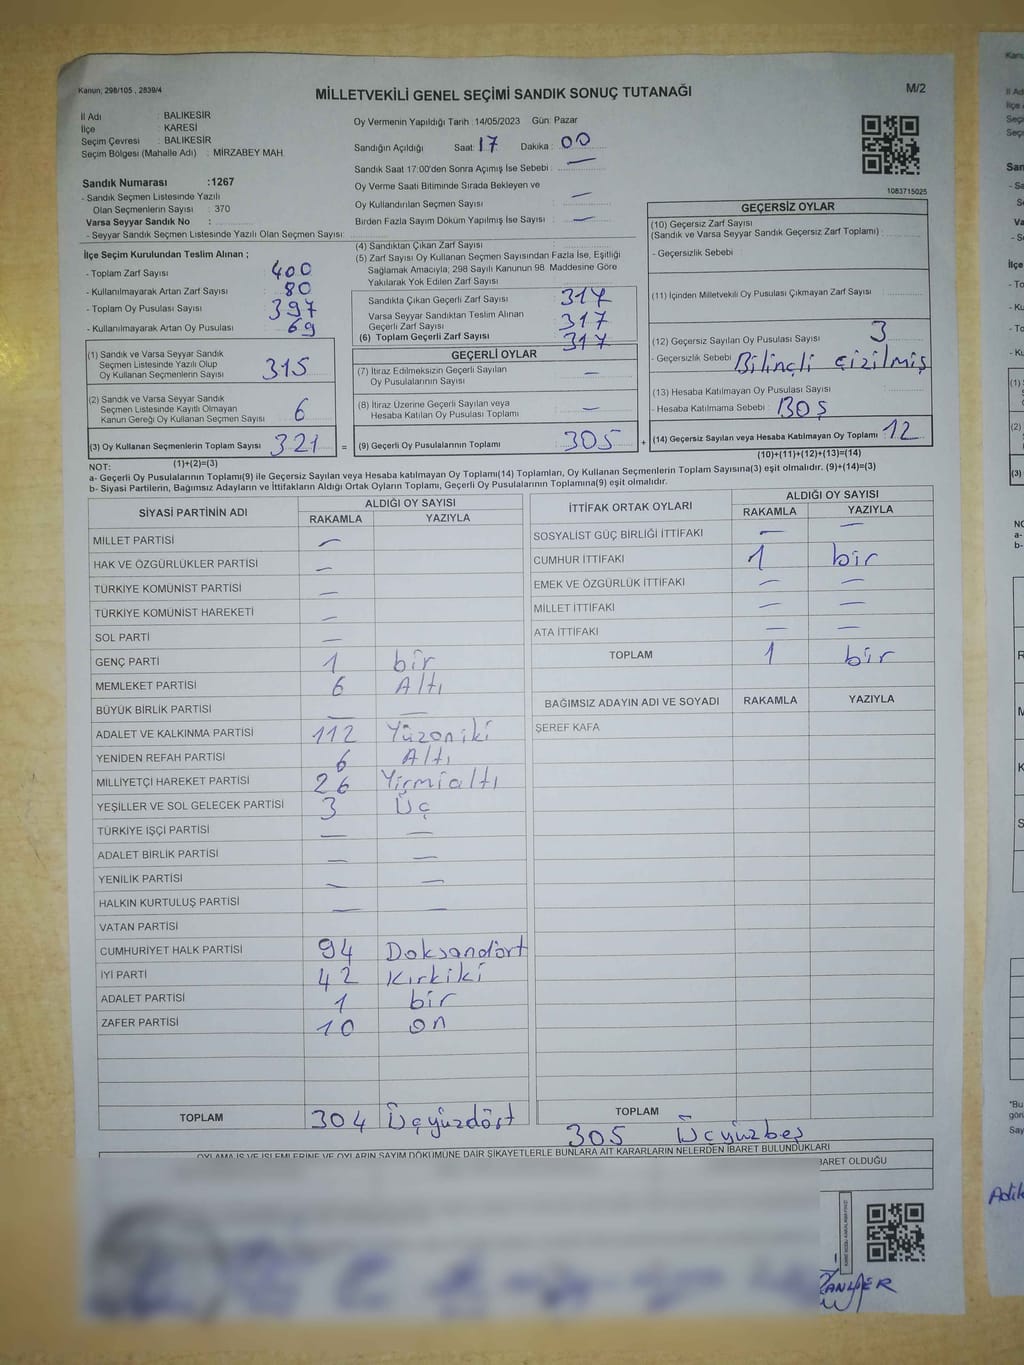 Kanun, 298/105 , 2839/4
MİLLETVEKİLİ GENEL SEÇİMİ SANDIK SONUÇ TUTANAĞI
M/2
İl Adı : BALIKESİR
İlçe : KARESİ
Seçim Çevresi : BALIKESİR
Seçim Bölgesi (Mahalle Adı) : MİRZABEY MAH.
Oy Vermenin Yapıldığı Tarih : 14/05/2023 Gün: Pazar
Sandığın Açıldığı Saat: 17 Dakika: 00
Sandık Saat 17:00'den Sonra Açımış İse Sebebi : —
Oy Verme Saati Bitiminde Sırada Bekleyen ve
Oy Kullandırılan Seçmen Sayısı : —
Birden Fazla Sayım Döküm Yapılmış İse Sayısı : —
1083715025
Sandık Numarası :1267
- Sandık Seçmen Listesinde Yazılı
Olan Seçmenlerin Sayısı : 370
Varsa Seyyar Sandık No :
- Seyyar Sandık Seçmen Listesinde Yazılı Olan Seçmen Sayısı:
İlçe Seçim Kurulundan Teslim Alınan ;
- Toplam Zarf Sayısı : 400
- Kullanılmayarak Artan Zarf Sayısı : 80
- Toplam Oy Pusulası Sayısı : 397
- Kullanılmayarak Artan Oy Pusulası : 69
(1) Sandık ve Varsa Seyyar Sandık
Seçmen Listesinde Yazılı Olup
Oy Kullanan Seçmenlerin Sayısı 315
(2) Sandık ve Varsa Seyyar Sandık
Seçmen Listesinde Kayıtlı Olmayan
Kanun Gereği Oy Kullanan Seçmen Sayısı 6
(3) Oy Kullanan Seçmenlerin Toplam Sayısı 321 =
(1)+(2)=(3)
(4) Sandıktan Çıkan Zarf Sayısı :
(5) Zarf Sayısı Oy Kullanan Seçmen Sayısından Fazla İse, Eşitliği
Sağlamak Amacıyla; 298 Sayılı Kanunun 98. Maddesine Göre
Yakılarak Yok Edilen Zarf Sayısı :
Sandıkta Çıkan Geçerli Zarf Sayısı : 317
Varsa Seyyar Sandıktan Teslim Alınan
Geçerli Zarf Sayısı : 317
(6) Toplam Geçerli Zarf Sayısı : 317
GEÇERLİ OYLAR
(7) İtiraz Edilmeksizin Geçerli Sayılan
Oy Pusulalarının Sayısı —
(8) İtiraz Üzerine Geçerli Sayılan veya
Hesaba Katılan Oy Pusulası Toplamı —
(9) Geçerli Oy Pusulalarının Toplamı 305 +
GEÇERSİZ OYLAR
(10) Geçersiz Zarf Sayısı
(Sandık ve Varsa Seyyar Sandık Geçersiz Zarf Toplamı) :
- Geçersizlik Sebebi
(11) İçinden Milletvekili Oy Pusulası Çıkmayan Zarf Sayısı
(12) Geçersiz Sayılan Oy Pusulası Sayısı : 3
- Geçersizlik Sebebi : Bilinçli çizilmiş
(13) Hesaba Katılmayan Oy Pusulası Sayısı
- Hesaba Katılmama Sebebi : Boş
(14) Geçersiz Sayılan veya Hesaba Katılmayan Oy Toplamı 12
(10)+(11)+(12)+(13)=(14)
NOT:
a- Geçerli Oy Pusulalarının Toplamı(9) ile Geçersiz Sayılan veya Hesaba katılmayan Oy Toplamı(14) Toplamları, Oy Kullanan Seçmenlerin Toplam Sayısına(3) eşit olmalıdır. (9)+(14)=(3)
b- Siyasi Partilerin, Bağımsız Adayların ve İttifakların Aldığı Ortak Oyların Toplamı, Geçerli Oy Pusulalarının Toplamına(9) eşit olmalıdır.
SİYASİ PARTİNİN ADI ALDIĞI OY SAYISI
RAKAMLA YAZIYLA
MİLLET PARTİSİ —
HAK VE ÖZGÜRLÜKLER PARTİSİ —
TÜRKİYE KOMÜNİST PARTİSİ —
TÜRKİYE KOMÜNİST HAREKETİ —
SOL PARTİ —
GENÇ PARTİ 1 bir
MEMLEKET PARTİSİ 6 Altı
BÜYÜK BİRLİK PARTİSİ — —
ADALET VE KALKINMA PARTİSİ 112 Yüzoniki
YENİDEN REFAH PARTİSİ 6 Altı
MİLLİYETÇİ HAREKET PARTİSİ 26 Yirmialtı
YEŞİLLER VE SOL GELECEK PARTİSİ 3 Üç
TÜRKİYE İŞÇİ PARTİSİ — —
ADALET BİRLİK PARTİSİ — —
YENİLİK PARTİSİ — —
HALKIN KURTULUŞ PARTİSİ — —
VATAN PARTİSİ
CUMHURİYET HALK PARTİSİ 94 Doksandört
İYİ PARTİ 42 Kırkiki
ADALET PARTİSİ 1 bir
ZAFER PARTİSİ 10 on
TOPLAM 304 Üçyüzdört
İTTİFAK ORTAK OYLARI ALDIĞI OY SAYISI
RAKAMLA YAZIYLA
SOSYALİST GÜÇ BİRLİĞİ İTTİFAKI — —
CUMHUR İTTİFAKI 1 bir
EMEK VE ÖZGÜRLÜK İTTİFAKI — —
MİLLET İTTİFAKI — —
ATA İTTİFAKI — —
TOPLAM 1 bir
BAĞIMSIZ ADAYIN ADI VE SOYADI RAKAMLA YAZIYLA
ŞEREF KAFA
TOPLAM
305 Üçyüzbeş
OYLAMA İŞ VE İŞLEMLERİNE VE OYLARIN SAYIM DÖKÜMÜNE DAİR ŞİKAYETLERLE BUNLARA AİT KARARLARIN NELERDEN İBARET BULUNDUKLARI
BARET OLDUĞU